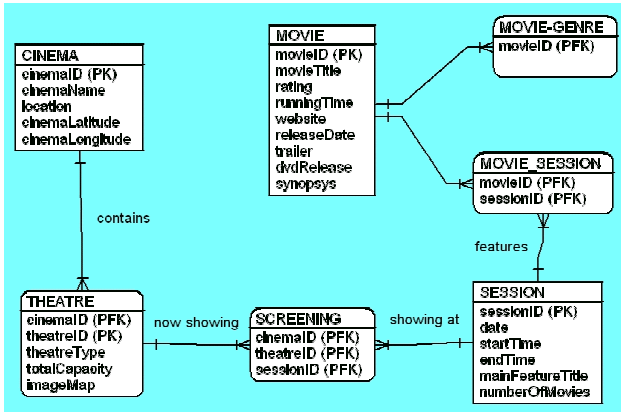 CINEMA
cinemaID (PK)
cinemaName
location
cinemaLatitude
cinemaLongitude
MOVIE
movieID (PK)
movieTitle
rating
runningTime
website
releaseDate
trailer
dvdRelease
synopsys
MOVIE-GENRE
movieID (PFK)
MOVIE_SESSION
movieID (PFK)
sessionID (PFK)
contains
features
THEATRE
cinemaID (PFK)
theatreID (PK)
theatreType
totalCapacity
imageMap
now showing
SCREENING
cinemaID (PFK)
theatreID (PFK)
sessionID (PFK)
showing at
SESSION
sessionID (PK)
date
startTime
endTime
mainFeatureTitle
numberOfMovies